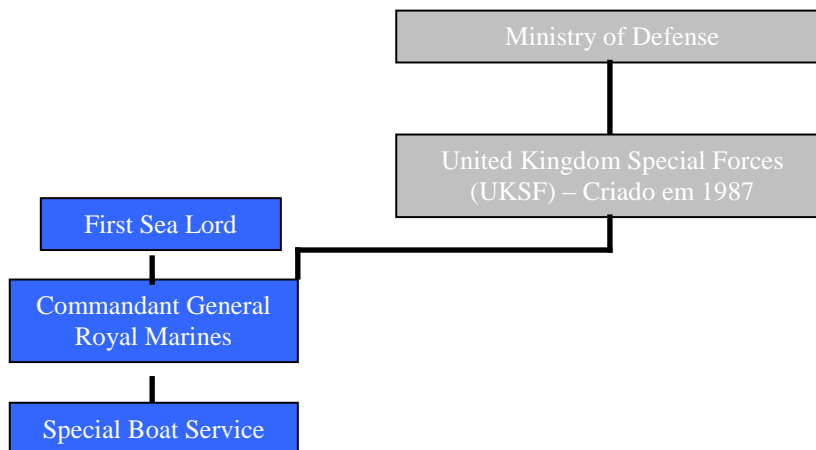 Ministry of Defense
United Kingdom Special Forces
(UKSF) – Criado em 1987
First Sea Lord
Commandant General
Royal Marines
Special Boat Service